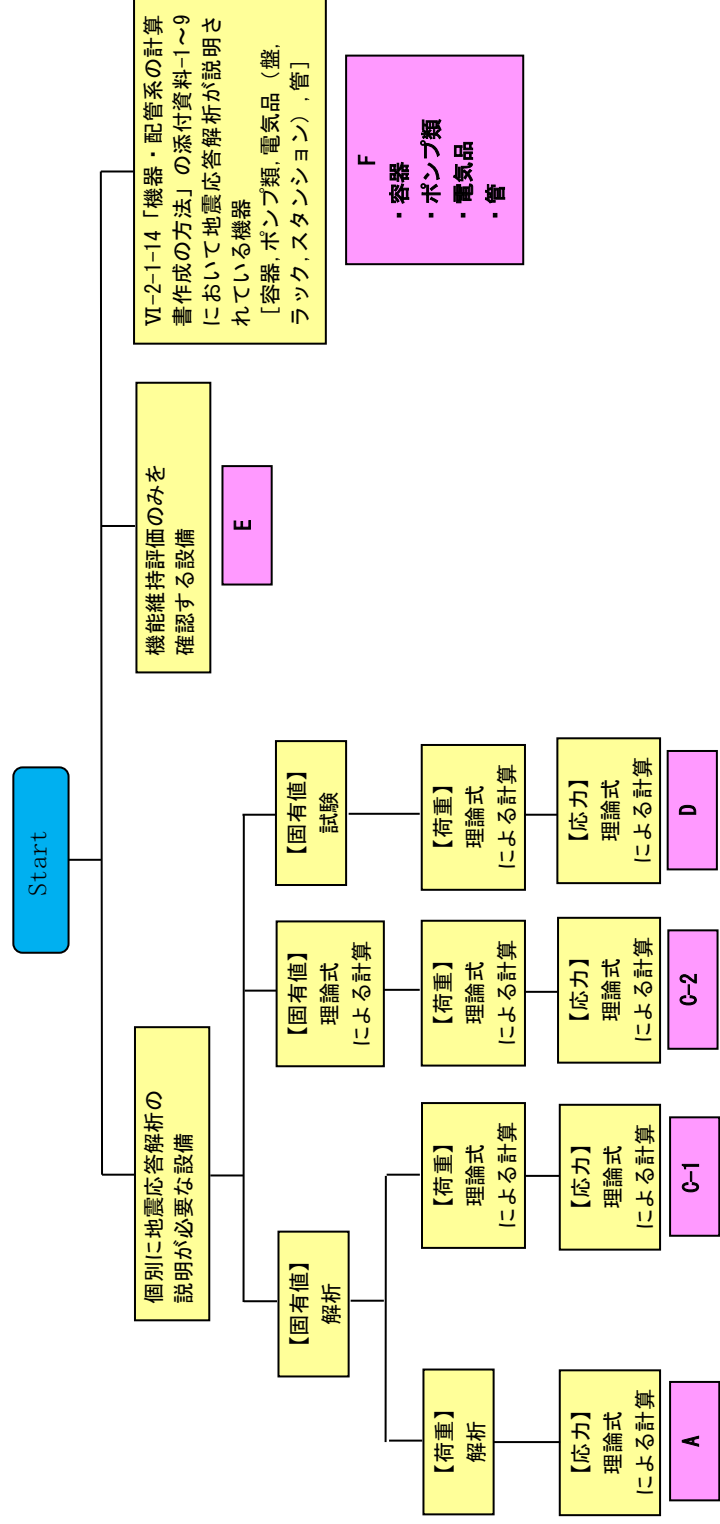 Start
個別に地震応答解析の
説明が必要な設備
機能維持評価のみを
確認する設備
Ⅵ-2-1-14「機器・配管系の計算
書作成の方法」の添付資料-1~9
において地震応答解析が説明さ
れている機器
［容器,ポンプ類,電気品（盤,
ラック,スタンション）,管］
【固有値】
解析
【固有値】
理論式
による計算
【固有値】
試験
E
F
・容器
・ポンプ類
・電気品
・管
【荷重】
解析
【荷重】
理論式
による計算
【荷重】
理論式
による計算
【荷重】
理論式
による計算
【応力】
理論式
による計算
【応力】
理論式
による計算
【応力】
理論式
による計算
【応力】
理論式
による計算
A
C-1
C-2
D